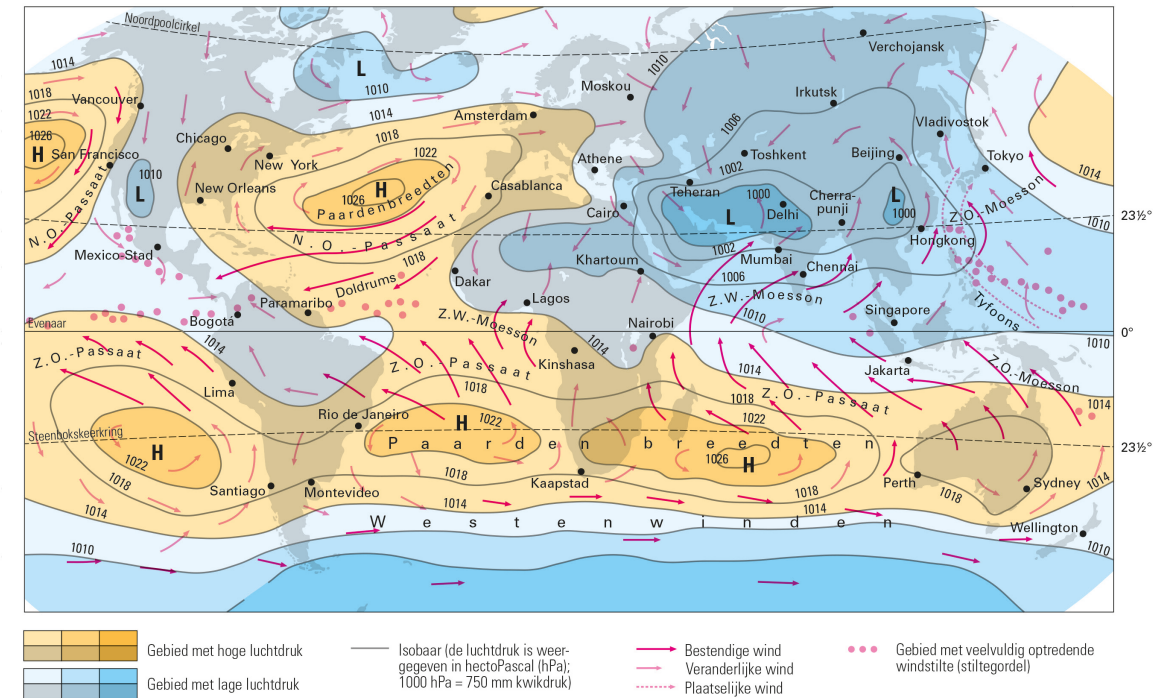 Noordpoolcirkel
Verchojansk
1014
L
1010
1010
Moskou
Irkutsk
1018
Vancouver
1014
Amsterdam
1006
Vladivostok
1022
1026
H
San Francisco
Chicago
New York
1018
1022
Athene
1002
Toshkent
Beijing
Tokyo
1014
1010
L
New Orleans
H
1026
Paardenbreedten
Casablanca
Teheran
1000
L
Delhi
Cherra-
punji
L
1000
N.O.-Passaat
N.O.-Passaat
Cairo
Z.O.-Moesson
1010
23½°
Mexico-Stad
1018
Doldrums
Dakar
Khartoum
1002
Mumbai
Chennai
Hongkong
1006
Z.W.-Moesson
Tyfoons
Evenaar
Bogotá
Paramaribo
Lagos
Z.W.-Moesson
Nairobi
1010
Singapore
0°
1010
Z.O.-Passaat
1014
Lima
Z.O.-Passaat
Kinshasa
1014
1014
Jakarta
Z.O.-Moesson
1018
1018
Z.O.-Passaat
1014
Steenbokskeerkring
Rio de Janeiro
H
1022
1022
Paardenbreedten
23½°
H
1022
1026
H
1018
Santiago
Montevideo
1018
Kaapstad
1018
Perth
1018
Sydney
1014
1014
1014
1014
Westenwinden
Wellington
1010
1010
Gebied met hoge luchtdruk
Gebied met lage luchtdruk
Isobaar (de luchtdruk is weer-
gegeven in hectoPascal (hPa);
1000 hPa = 750 mm kwikdruk)
Bestendige wind
Veranderlijke wind
Plaatselijke wind
Gebied met veelvuldig optredende
windstilte (stiltegordel)